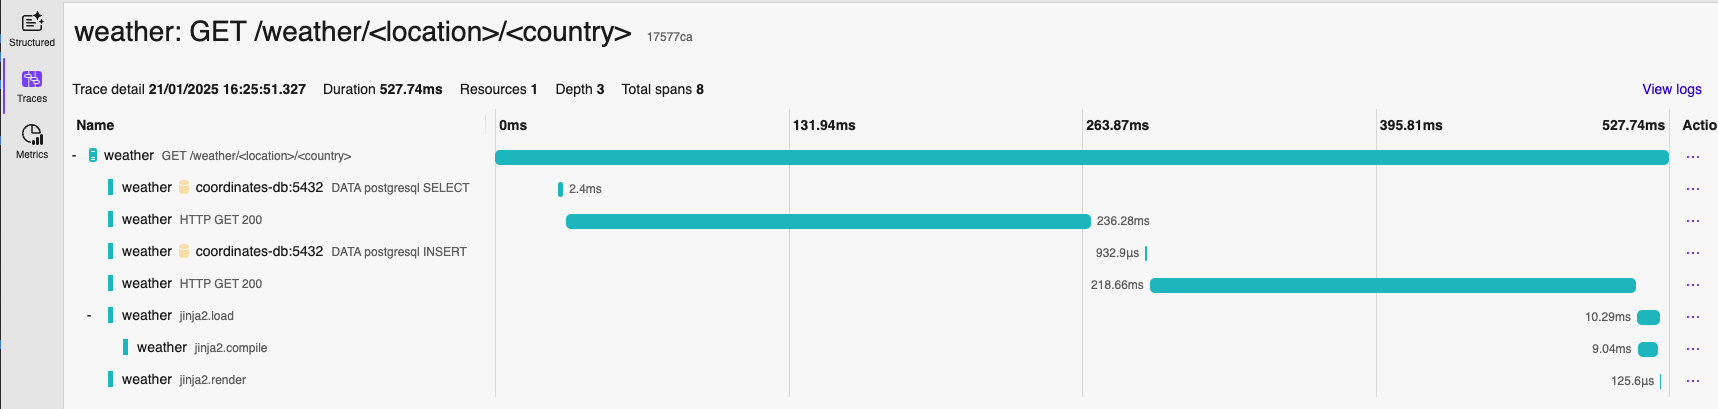 Structured
Traces
Metrics
weather: GET /weather/<location>/<country> 17577ca
Trace detail 21/01/2025 16:25:51.327 Duration 527.74ms Resources 1 Depth 3 Total spans 8 View logs
Name 0ms 131.94ms 263.87ms 395.81ms 527.74ms Actio
- weather GET /weather/<location>/<country> ...
weather coordinates-db:5432 DATA postgresql SELECT 2.4ms ...
weather HTTP GET 200 236.28ms ...
weather coordinates-db:5432 DATA postgresql INSERT 932.9µs ...
weather HTTP GET 200 218.66ms ...
- weather jinja2.load 10.29ms ...
weather jinja2.compile 9.04ms ...
weather jinja2.render 125.6µs ...